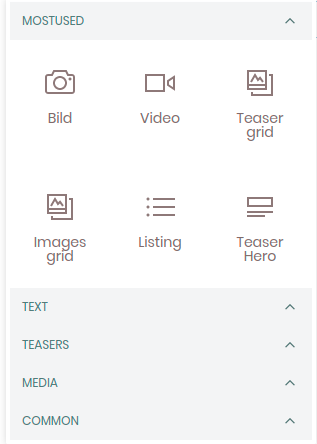 MOSTUSED
Bild
Video
Teaser
grid
Images
grid
Listing
Teaser
Hero
TEXT
TEASERS
MEDIA
COMMON